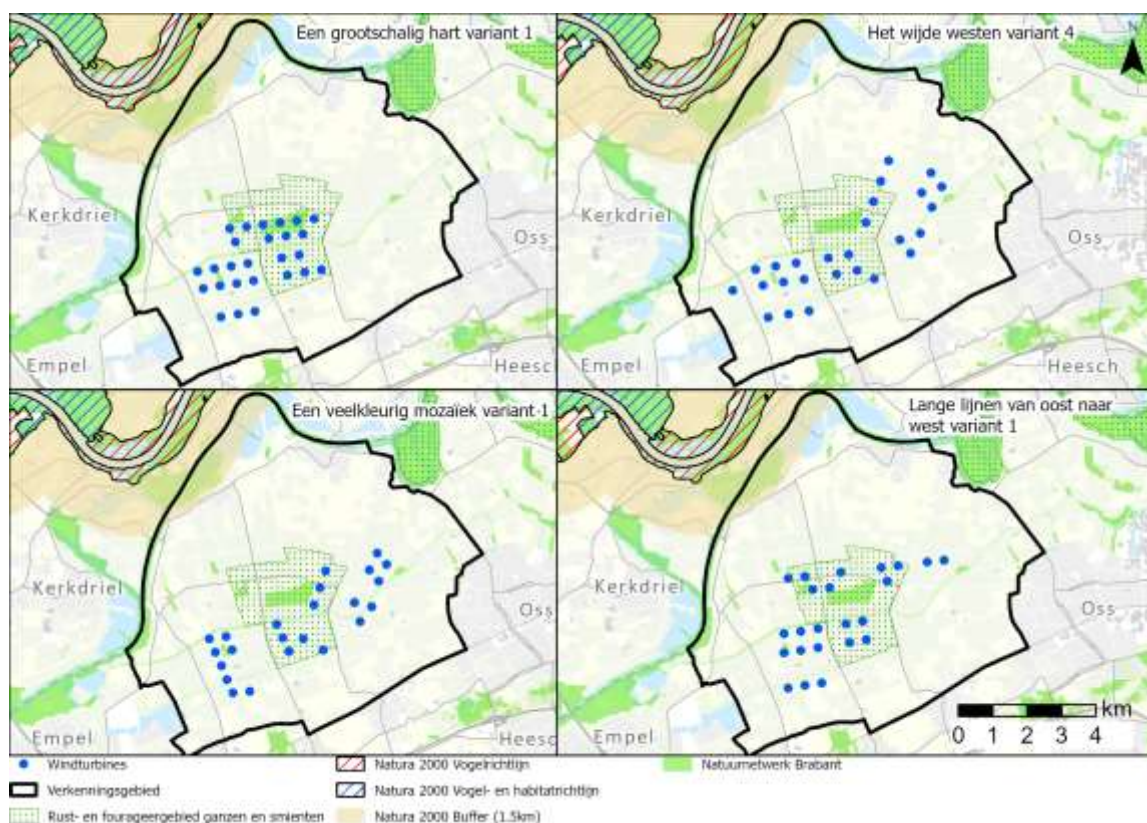 Een grootschalig hart variant 1
Kerkdriel
Oss
Empel
Heesch
Het wijde westen variant 4
N
Kerkdriel
Oss
Empel
Heesch
Een veelkleurig mozaïek variant 1
Kerkdriel
Oss
Empel
Heesc
Lange lijnen van oost naar
west variant 1
Kerkdriel
Oss
Empel
km
0 1 2 3 4
Windturbines
Natura 2000 Vogelrichtlijn
Natuurnetwerk Brabant
Verkenningsgebied
Natura 2000 Vogel- en habitatrichtlijn
Rust- en fourageergebied ganzen en smienten
Natura 2000 Buffer (1.5km)